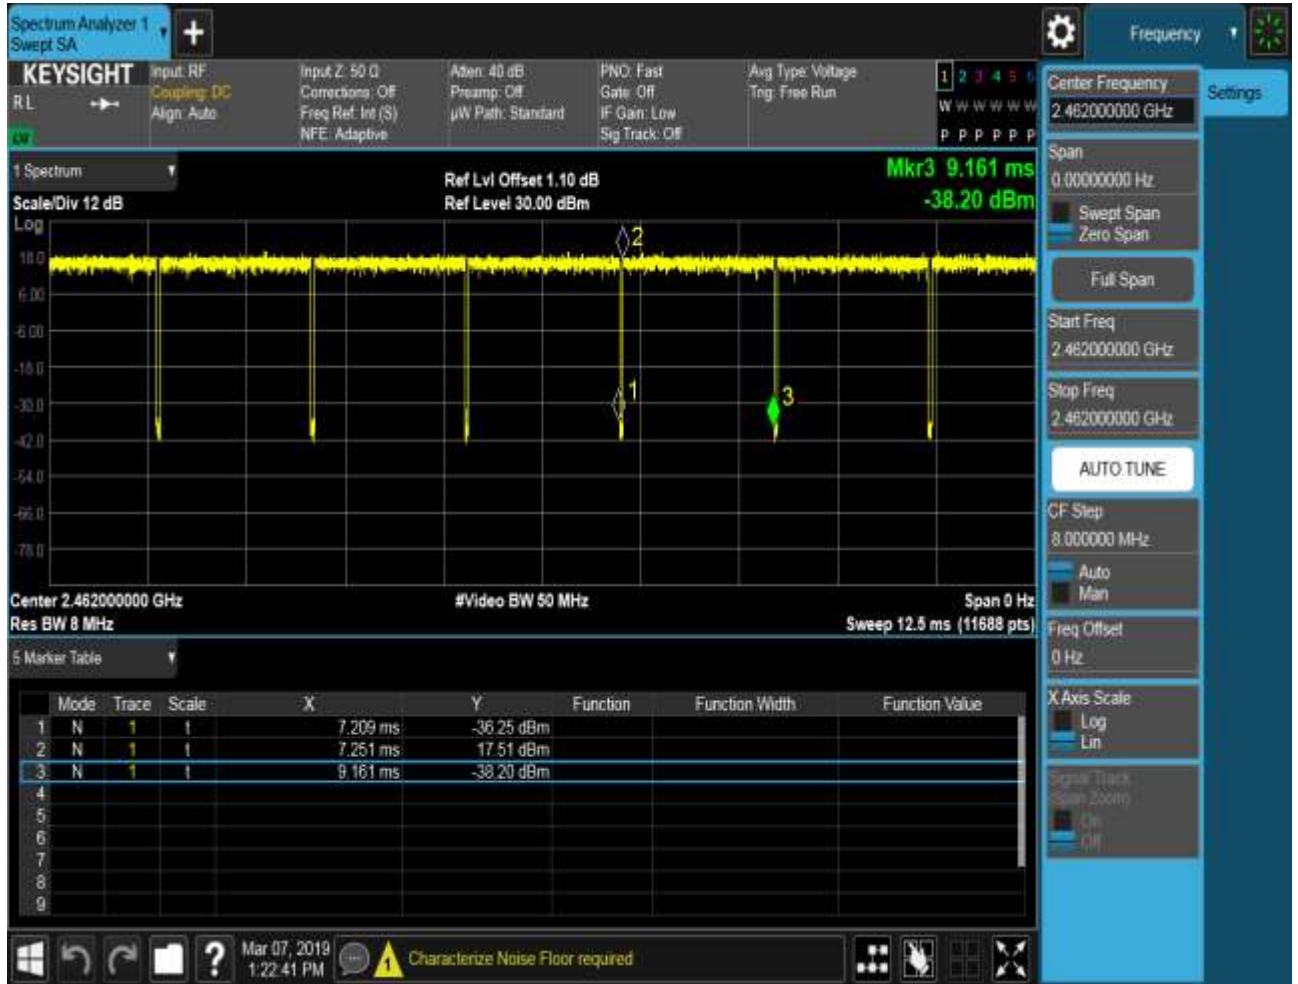 Spectrum Analyzer 1
Swept SA
Frequency
KEYSIGHT
R L
Input: RF
Coupling: DC
Align: Auto
Input Z: 50 Ω
Corrections: Off
Freq Ref: Int (S)
NFE: Adaptive
Atten: 40 dB
Preamp: Off
µW Path: Standard
PNO: Fast
Gate: Off
IF Gain: Low
Sig Track: Off
Avg Type: Voltage
Trig: Free Run
1 2 3 4 5 6
W W W W W W
P P P P P P
1 Spectrum
Scale/Div 12 dB
Ref Lvl Offset 1.10 dB
Ref Level 30.00 dBm
Mkr3 9.161 ms
-38.20 dBm
Log
18.0
6.00
-6.00
-18.0
-30.0
-42.0
-54.0
-66.0
-78.0
2
1
3
Center 2.462000000 GHz
Res BW 8 MHz
#Video BW 50 MHz
Span 0 Hz
Sweep 12.5 ms (11688 pts)
5 Marker Table
Mode Trace Scale X Y Function Function Width Function Value
1 N 1 t 7.209 ms -36.25 dBm
2 N 1 t 7.251 ms 17.51 dBm
3 N 1 t 9.161 ms -38.20 dBm
4
5
6
7
8
9
Mar 07, 2019
1:22:41 PM
?
1
Characterize Noise Floor required
Center Frequency
2.462000000 GHz
Settings
Span
0.00000000 Hz
Swept Span
Zero Span
Full Span
Start Freq
2.462000000 GHz
Stop Freq
2.462000000 GHz
AUTO TUNE
CF Step
8.000000 MHz
Auto
Man
Freq Offset
0 Hz
X Axis Scale
Log
Lin
Signal Track
(Span Zoom)
On
Off